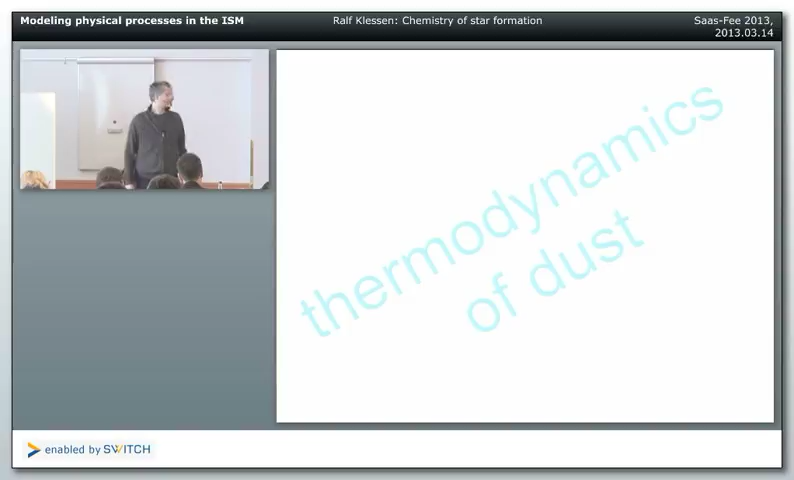 Modeling physical processes in the ISM
Ralf Klessen: Chemistry of star formation
Saas-Fee 2013,
2013.03.14
thermodynamics
of dust
enabled by SWITCH